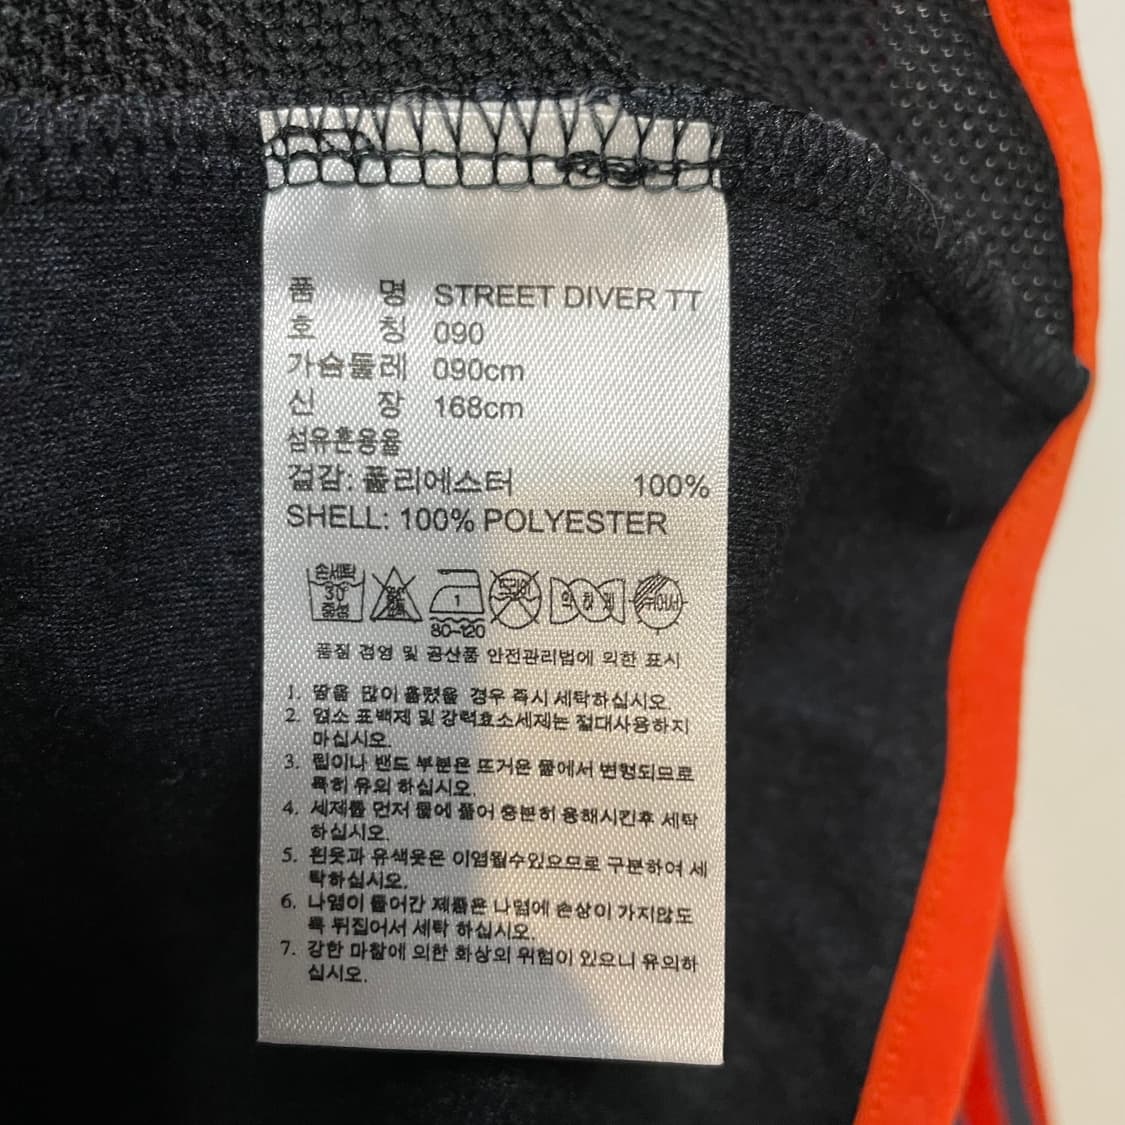 품 명 STREET DIVER TT
호 칭 090
가슴둘레 090cm
신 장 168cm
섬유혼용율
겉감: 폴리에스터 100%
SHELL: 100% POLYESTER
손세탁
30
중성
1
80-120
약하게
뉘어서
품질 경영 및 공산품 안전관리법에 의한 표시
1. 땀을 많이 흘렸을 경우 즉시 세탁하십시오.
2. 염소 표백제 및 강력효소세제는 절대사용하지
마십시오.
3. 립이나 밴드 부분은 뜨거운 물에서 변형되므로
특히 유의 하십시오.
4. 세제를 먼저 물에 풀어 충분히 용해시킨후 세탁
하십시오.
5. 흰옷과 유색옷은 이염될수있으므로 구분하여 세
탁하십시오.
6. 나염이 들어간 제품은 나염에 손상이 가지않도
록 뒤집어서 세탁 하십시오.
7. 강한 마찰에 의한 화상의 위험이 있으니 유의하
십시오.